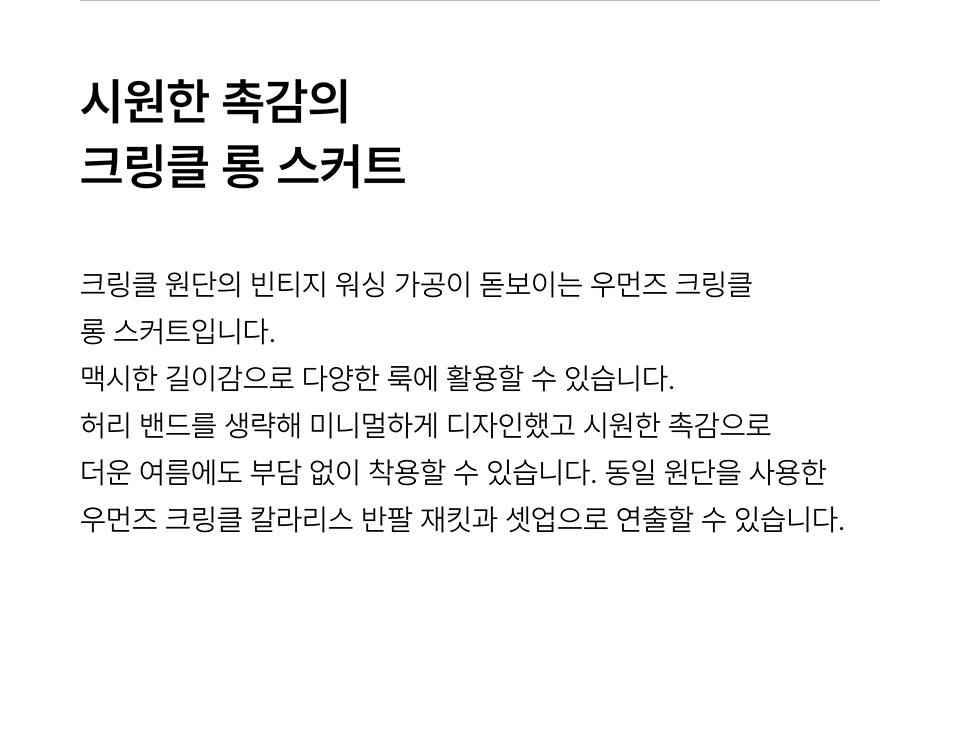 시원한 촉감의
크링클 롱 스커트
크링클 원단의 빈티지 워싱 가공이 돋보이는 우먼즈 크링클
롱 스커트입니다.
맥시한 길이감으로 다양한 룩에 활용할 수 있습니다.
허리 밴드를 생략해 미니멀하게 디자인했고 시원한 촉감으로
더운 여름에도 부담 없이 착용할 수 있습니다. 동일 원단을 사용한
우먼즈 크링클 칼라리스 반팔 재킷과 셋업으로 연출할 수 있습니다.